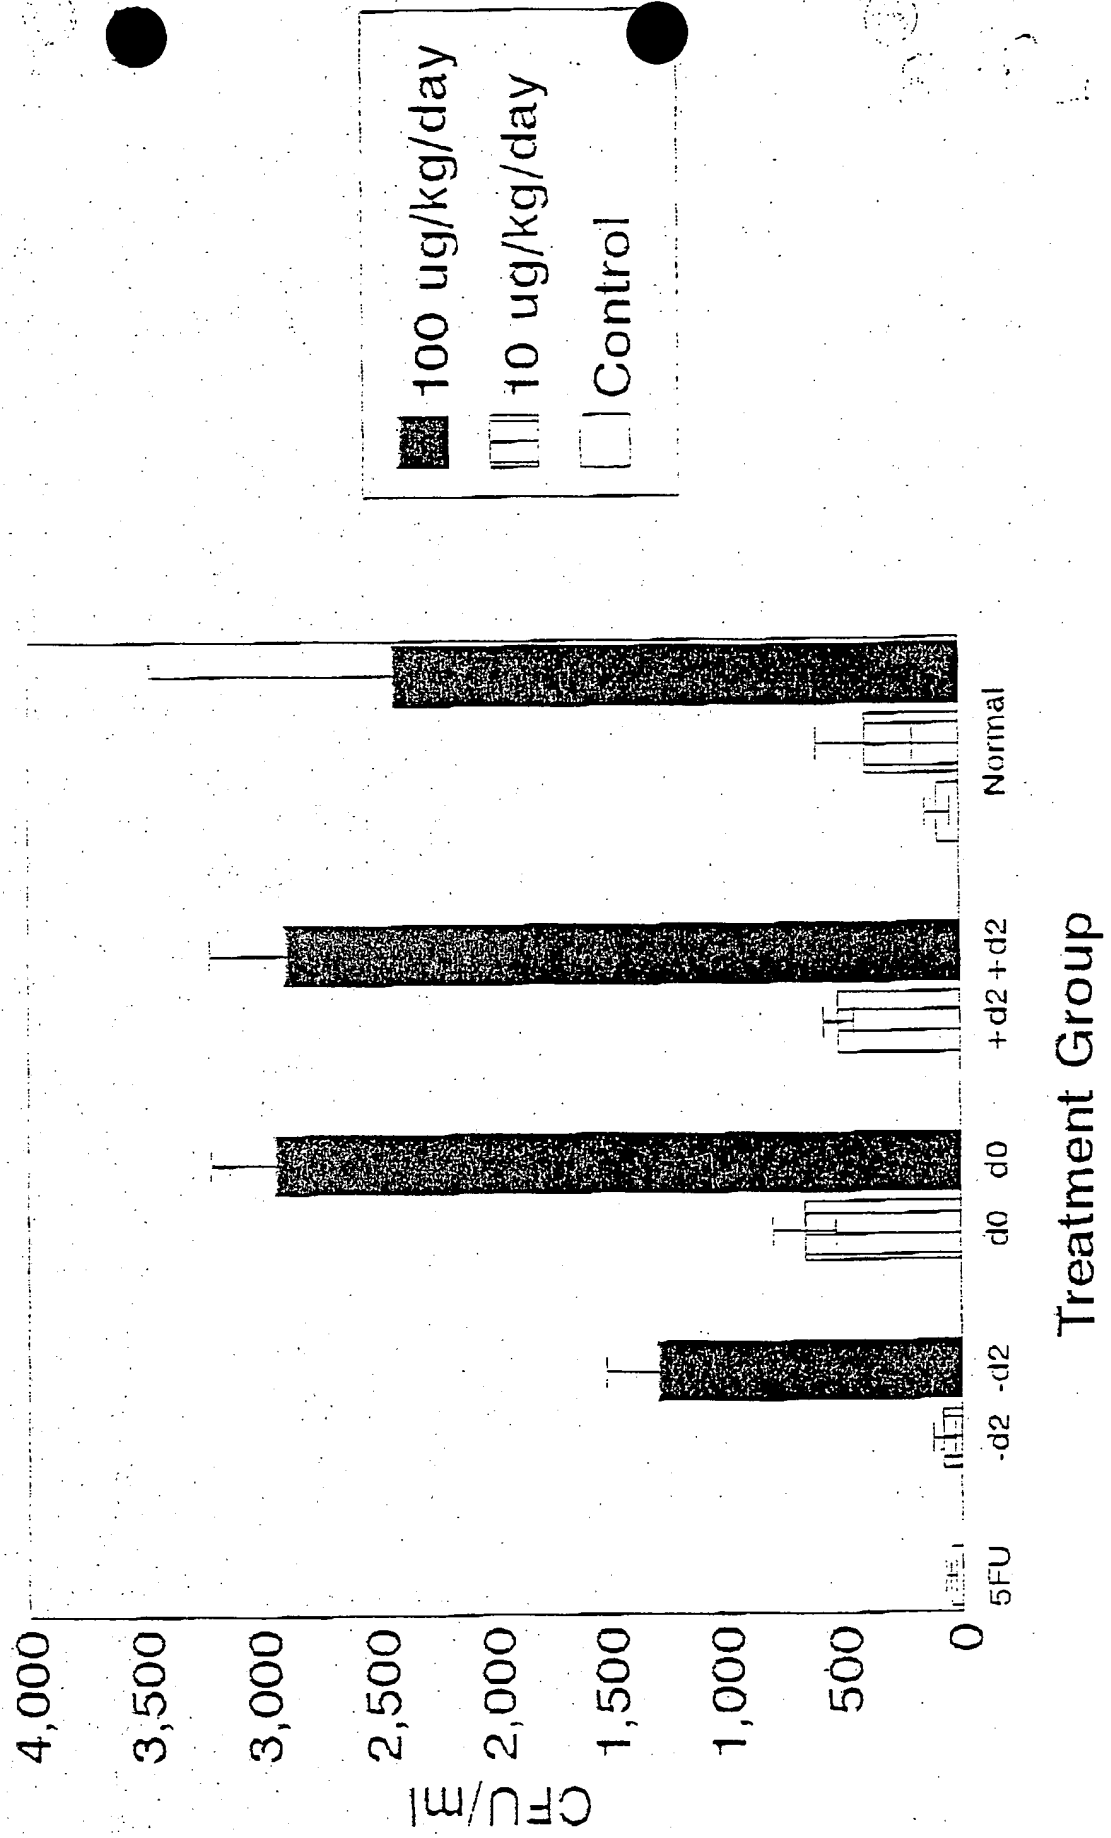 CFU/ml
4,000
3,500
3,000
2,500
2,000
1,500
1,000
500
0
5FU -d2 -d2 d0 d0 +d2 +d2 Normal
Treatment Group
100 ug/kg/day
10 ug/kg/day
Control